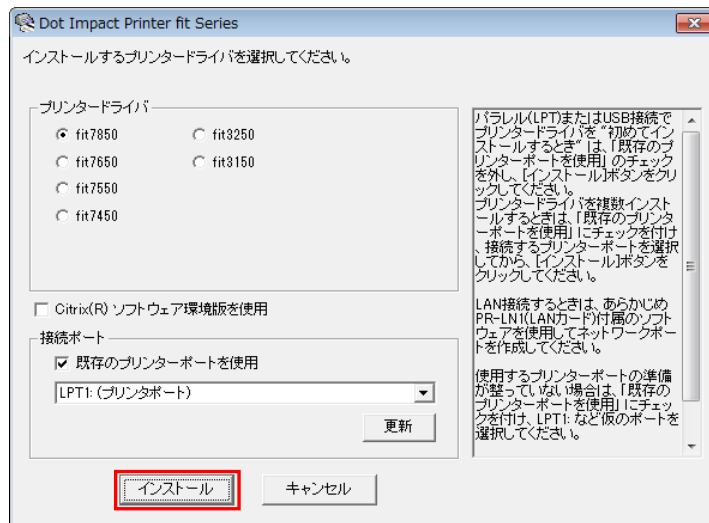 Dot Impact Printer fit Series
インストールするプリンタードライバを選択してください。
プリンタードライバ
fit7850
fit3250
fit7650
fit3150
fit7550
fit7450
Citrix(R) ソフトウェア環境版を使用
接続ポート
既存のプリンターポートを使用
LPT1: (プリンタポート)
更新
インストール
キャンセル
パラレル(LPT)またはUSB接続で
プリンタードライバを "初めてイン
ストールするとき" は、「既存のプ
リンターポートを使用」 のチェック
を外し、[インストール]ボタンをクリ
ックしてください。
プリンタードライバを複数インスト
ールするときは、「既存のプリンタ
ーポートを使用」 にチェックを付け
、接続するプリンターポートを選択
してから、[インストール]ボタンを
クリックしてください。
LAN接続するときは、あらかじめ
PR-LN1(LANカード)付属のソフト
ウェアを使用してネットワークポー
トを作成してください。
使用するプリンターポートの準備
が整っていない場合は、「既存の
プリンターポートを使用」 にチェッ
クを付け、LPT1: など仮のポートを
選択してください。